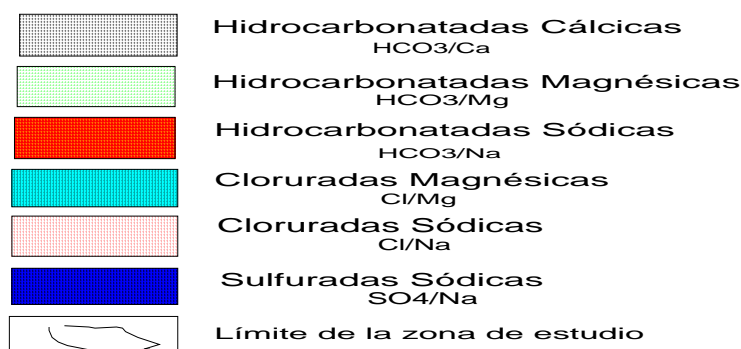 Hidrocarbonatadas Cálcicas
HCO3/Ca
Hidrocarbonatadas Magnésicas
HCO3/Mg
Hidrocarbonatadas Sódicas
HCO3/Na
Cloruradas Magnésicas
Cl/Mg
Cloruradas Sódicas
Cl/Na
Sulfuradas Sódicas
SO4/Na
Límite de la zona de estudio